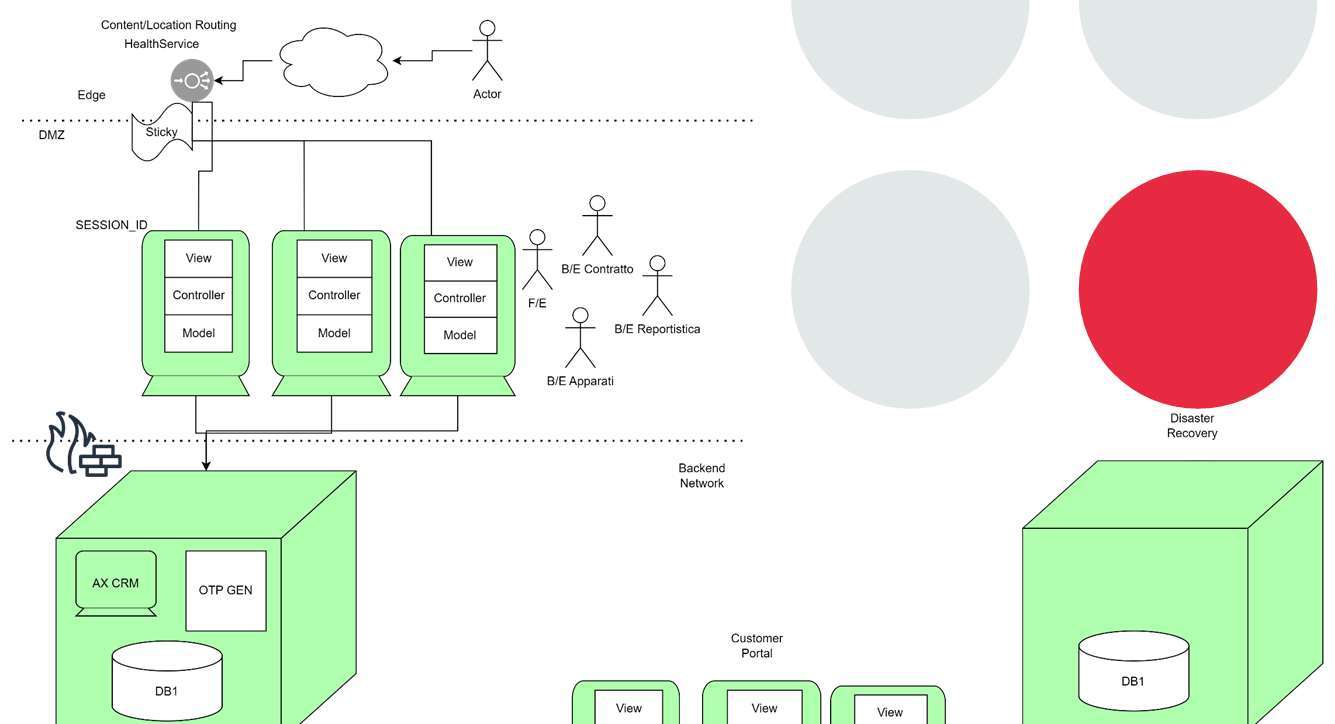 Content/Location Routing
HealthService
Actor
Edge
DMZ
Sticky
SESSION_ID
View
Controller
Model
View
Controller
Model
View
Controller
Model
F/E
B/E Contratto
B/E Reportistica
B/E Apparati
Disaster
Recovery
Backend
Network
AX CRM
OTP GEN
DB1
Customer
Portal
View
View
View
DB1